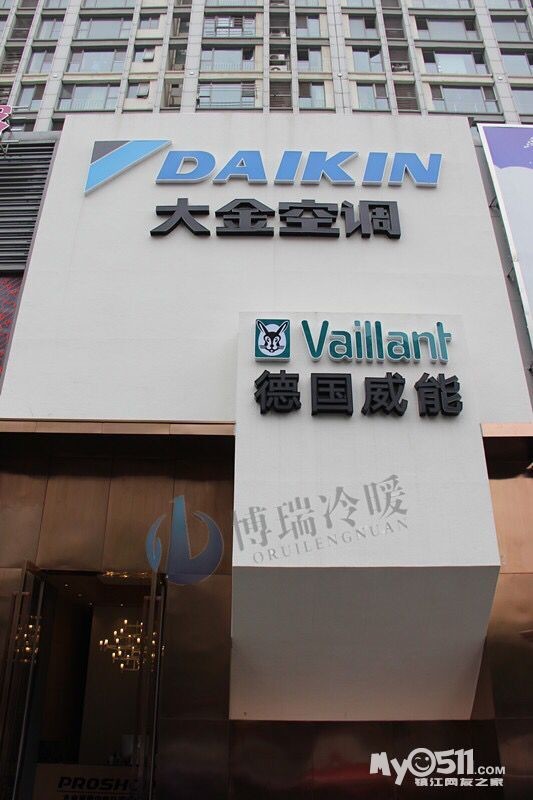 DAIKIN
大金空调
Vaillant
德国威能
博瑞冷暖
ORUILENGNUAN
PROSHO
My0511.com
镇江网友之家